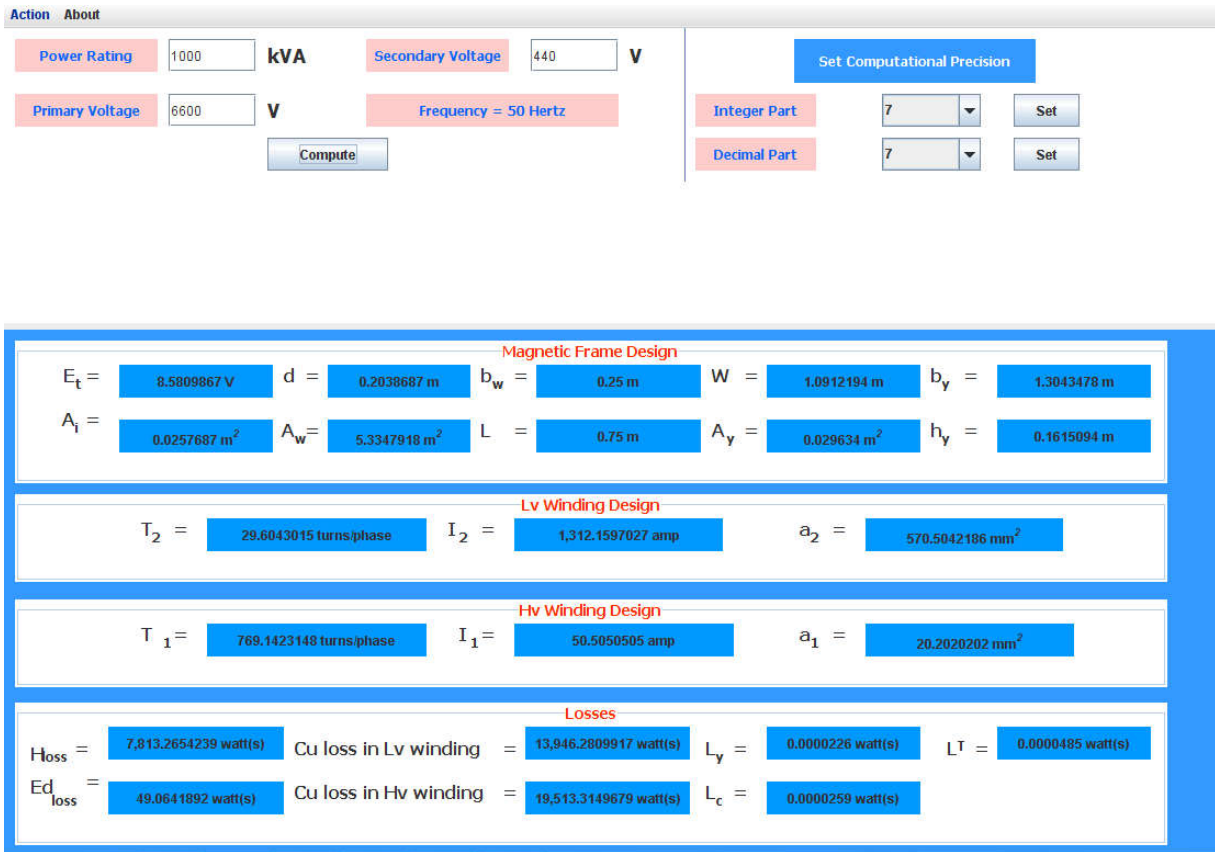 Action About
Power Rating 1000 kVA Secondary Voltage 440 V Set Computational Precision
Primary Voltage 6600 V Frequency = 50 Hertz Integer Part 7 Set
Compute Decimal Part 7 Set
Magnetic Frame Design
Et = 8.5809867 V d = 0.2038687 m bw = 0.25 m W = 1.0912194 m by = 1.3043478 m
Ai = 0.0257687 m² Aw= 5.3347918 m² L = 0.75 m Ay = 0.029634 m² hy = 0.1615094 m
Lv Winding Design
T2 = 29.6043015 turns/phase I2 = 1,312.1597027 amp a2 = 570.5042186 mm²
Hv Winding Design
T 1= 769.1423148 turns/phase I1= 50.5050505 amp a1 = 20.2020202 mm²
Losses
Hloss = 7,813.2654239 watt(s) Cu loss in Lv winding = 13,946.2809917 watt(s) Ly = 0.0000226 watt(s) LT = 0.0000485 watt(s)
Edloss = 49.0641892 watt(s) Cu loss in Hv winding = 19,513.3149679 watt(s) Lc = 0.0000259 watt(s)